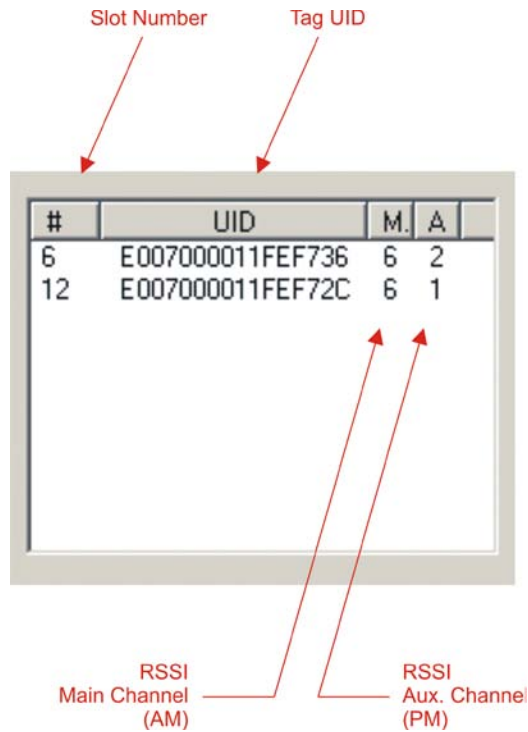 Slot Number Tag UID
# UID M. A
6 E007000011FEF736 6 2
12 E007000011FEF72C 6 1
RSSI
Main Channel
(AM)
RSSI
Aux. Channel
(PM)